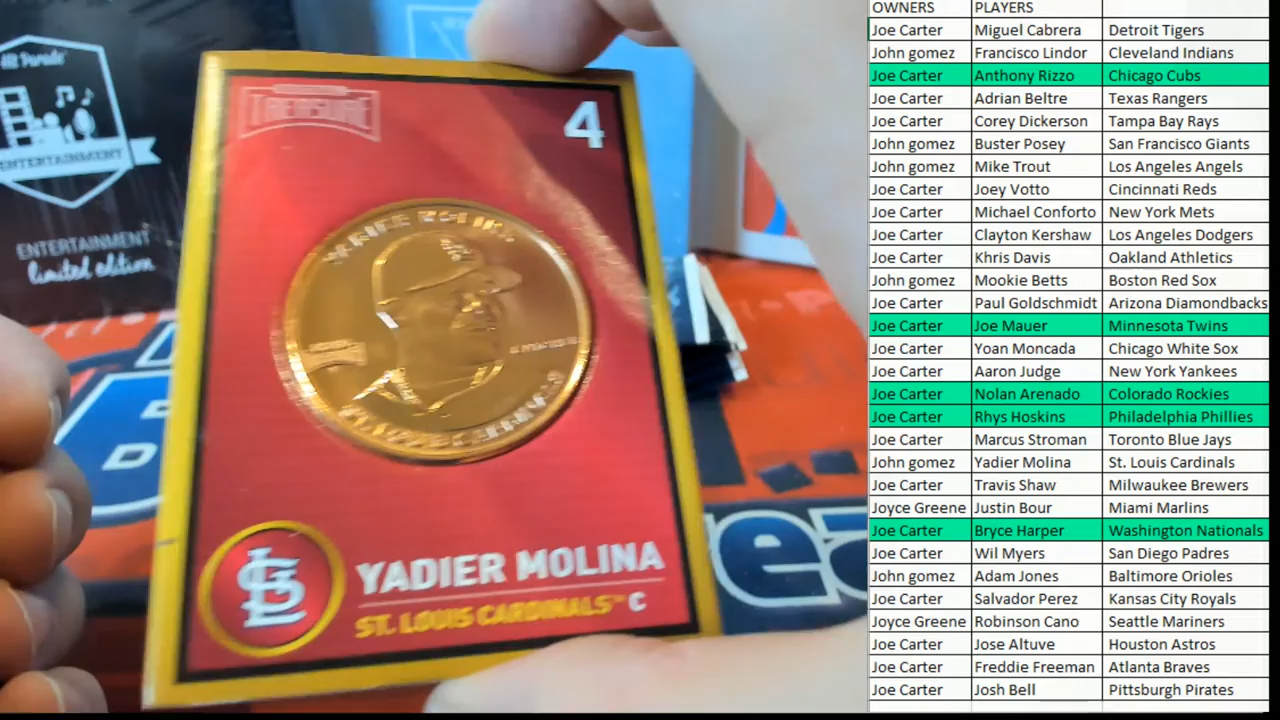 All Parade
ENTERTAINMENT
ENTERTAINMENT
limited edition
TREASURE
4
YADIER MOLINA
ST. LOUIS CARDINALS™ C
OWNERS PLAYERS
Joe Carter Miguel Cabrera Detroit Tigers
John gomez Francisco Lindor Cleveland Indians
Joe Carter Anthony Rizzo Chicago Cubs
Joe Carter Adrian Beltre Texas Rangers
Joe Carter Corey Dickerson Tampa Bay Rays
John gomez Buster Posey San Francisco Giants
John gomez Mike Trout Los Angeles Angels
Joe Carter Joey Votto Cincinnati Reds
Joe Carter Michael Conforto New York Mets
Joe Carter Clayton Kershaw Los Angeles Dodgers
Joe Carter Khris Davis Oakland Athletics
John gomez Mookie Betts Boston Red Sox
Joe Carter Paul Goldschmidt Arizona Diamondbacks
Joe Carter Joe Mauer Minnesota Twins
Joe Carter Yoan Moncada Chicago White Sox
Joe Carter Aaron Judge New York Yankees
Joe Carter Nolan Arenado Colorado Rockies
Joe Carter Rhys Hoskins Philadelphia Phillies
Joe Carter Marcus Stroman Toronto Blue Jays
John gomez Yadier Molina St. Louis Cardinals
Joe Carter Travis Shaw Milwaukee Brewers
Joyce Greene Justin Bour Miami Marlins
Joe Carter Bryce Harper Washington Nationals
Joe Carter Wil Myers San Diego Padres
John gomez Adam Jones Baltimore Orioles
Joe Carter Salvador Perez Kansas City Royals
Joyce Greene Robinson Cano Seattle Mariners
Joe Carter Jose Altuve Houston Astros
Joe Carter Freddie Freeman Atlanta Braves
Joe Carter Josh Bell Pittsburgh Pirates